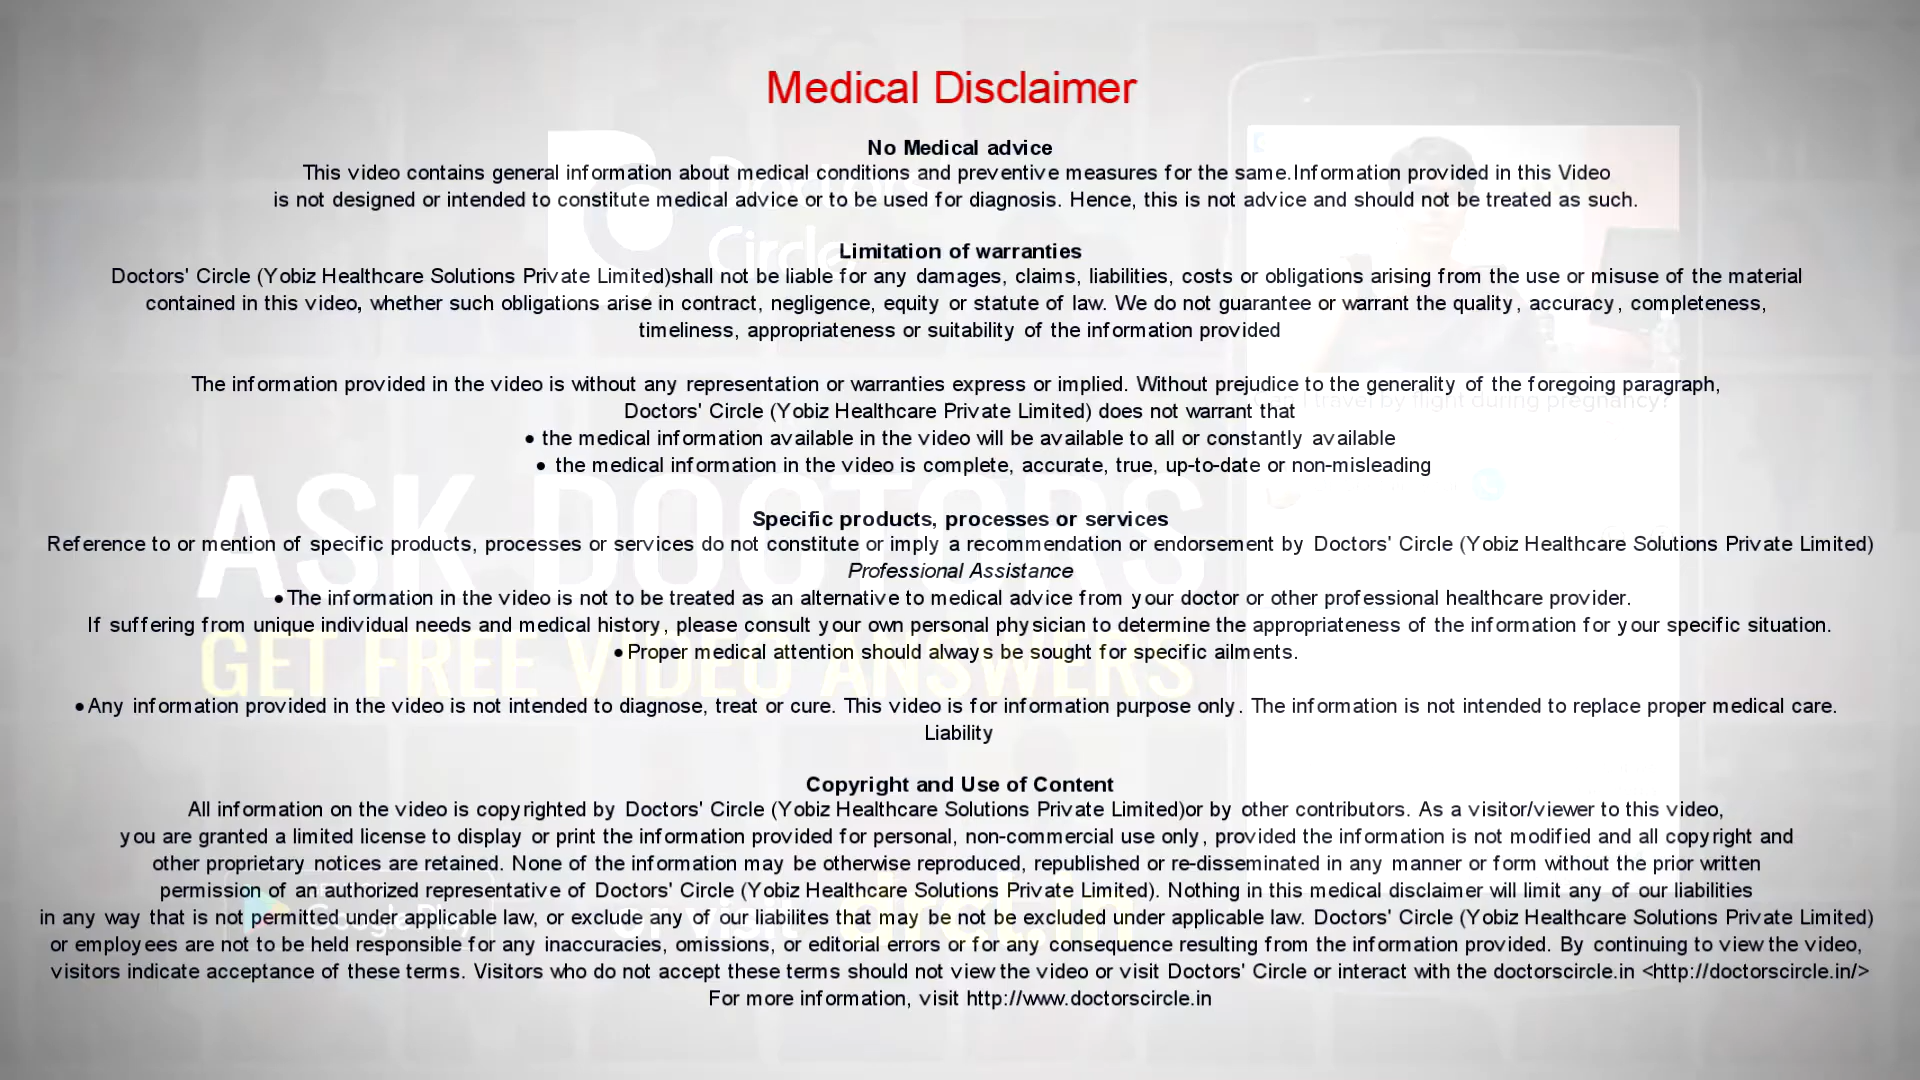 Medical Disclaimer
No Medical advice
This video contains general information about medical conditions and preventive measures for the same.Information provided in this Video
is not designed or intended to constitute medical advice or to be used for diagnosis. Hence, this is not advice and should not be treated as such.
Doctors'
Circle
Limitation of warranties
Doctors' Circle (Yobiz Healthcare Solutions Private Limited)shall not be liable for any damages, claims, liabilities, costs or obligations arising from the use or misuse of the material
contained in this video, whether such obligations arise in contract, negligence, equity or statute of law. We do not guarantee or warrant the quality, accuracy, completeness,
timeliness, appropriateness or suitability of the information provided
The information provided in the video is without any representation or warranties express or implied. Without prejudice to the generality of the foregoing paragraph,
Can I travel by flight during pregnancy?
Doctors' Circle (Yobiz Healthcare Private Limited) does not warrant that
• the medical information available in the video will be available to all or constantly available
• the medical information in the video is complete, accurate, true, up-to-date or non-misleading
ASK DOCTORS
Specific products, processes or services
Reference to or mention of specific products, processes or services do not constitute or imply a recommendation or endorsement by Doctors' Circle (Yobiz Healthcare Solutions Private Limited)
Professional Assistance
•The information in the video is not to be treated as an alternative to medical advice from your doctor or other professional healthcare provider.
If suffering from unique individual needs and medical history, please consult your own personal physician to determine the appropriateness of the information for your specific situation.
•Proper medical attention should always be sought for specific ailments.
GET FREE VIDEO ANSWERS
•Any information provided in the video is not intended to diagnose, treat or cure. This video is for information purpose only. The information is not intended to replace proper medical care.
Liability
Copyright and Use of Content
All information on the video is copyrighted by Doctors' Circle (Yobiz Healthcare Solutions Private Limited)or by other contributors. As a visitor/viewer to this video,
you are granted a limited license to display or print the information provided for personal, non-commercial use only, provided the information is not modified and all copyright and
other proprietary notices are retained. None of the information may be otherwise reproduced, republished or re-disseminated in any manner or form without the prior written
permission of an authorized representative of Doctors' Circle (Yobiz Healthcare Solutions Private Limited). Nothing in this medical disclaimer will limit any of our liabilities
Google Play or visit drct.in
in any way that is not permitted under applicable law, or exclude any of our liabilites that may be not be excluded under applicable law. Doctors' Circle (Yobiz Healthcare Solutions Private Limited)
or employees are not to be held responsible for any inaccuracies, omissions, or editorial errors or for any consequence resulting from the information provided. By continuing to view the video,
visitors indicate acceptance of these terms. Visitors who do not accept these terms should not view the video or visit Doctors' Circle or interact with the doctorscircle.in <http://doctorscircle.in/>
For more information, visit http://www.doctorscircle.in